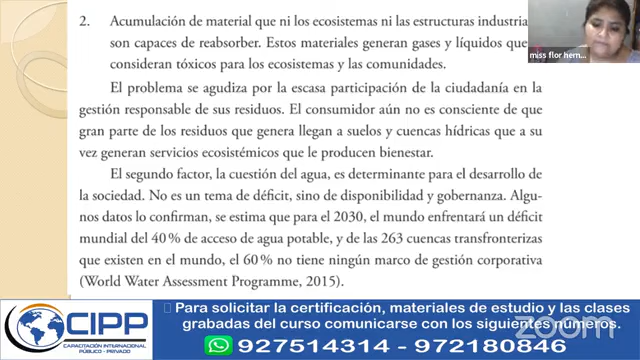 2. Acumulación de material que ni los ecosistemas ni las estructuras industria
son capaces de reabsorber. Estos materiales generan gases y líquidos que
consideran tóxicos para los ecosistemas y las comunidades.
El problema se agudiza por la escasa participación de la ciudadanía en la
gestión responsable de sus residuos. El consumidor aún no es consciente de que
gran parte de los residuos que genera llegan a suelos y cuencas hídricas que a su
vez generan servicios ecosistémicos que le producen bienestar.
El segundo factor, la cuestión del agua, es determinante para el desarrollo de
la sociedad. No es un tema de déficit, sino de disponibilidad y gobernanza. Algu-
nos datos lo confirman, se estima que para el 2030, el mundo enfrentará un déficit
mundial del 40 % de acceso de agua potable, y de las 263 cuencas transfronterizas
que existen en el mundo, el 60 % no tiene ningún marco de gestión corporativa
(World Water Assessment Programme, 2015).
miss flor hern...
zoom
CIPP
CAPACITACIÓN INTERNACIONAL
PÚBLICO - PRIVADO
Para solicitar la certificación, materiales de estudio y las clases
grabadas del curso comunicarse con los siguientes números.
927514314 - 972180846